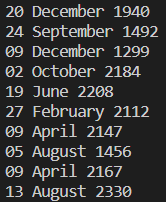 20 December 1940
24 September 1492
09 December 1299
02 October 2184
19 June 2208
27 February 2112
09 April 2147
05 August 1456
09 April 2167
13 August 2330